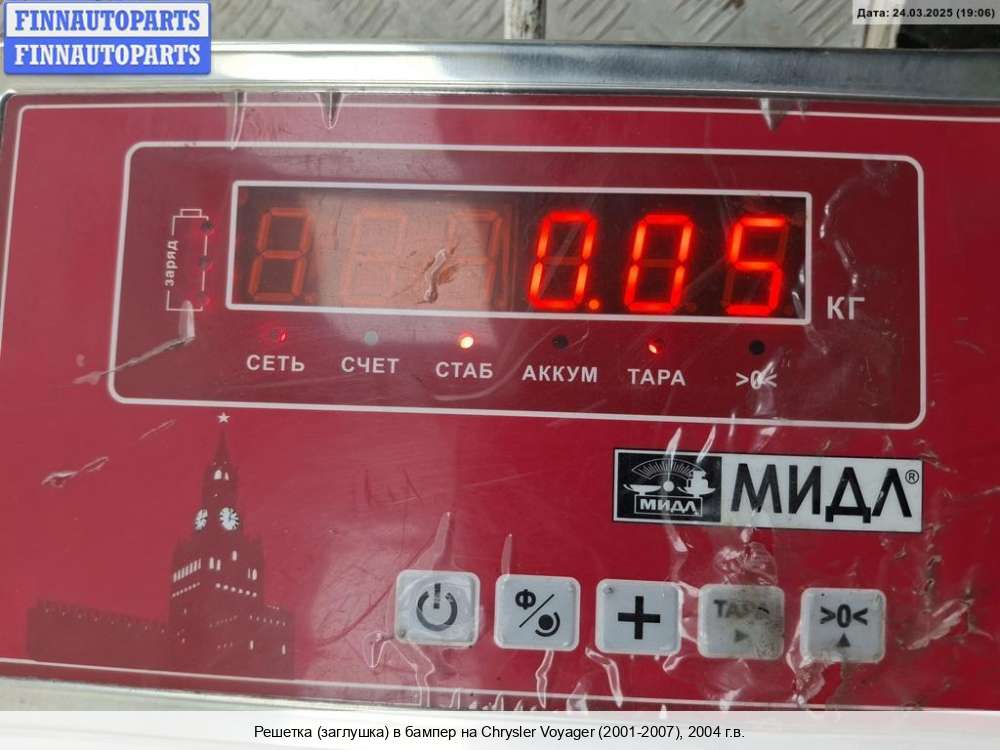 FINNAUTOPARTS
FINNAUTOPARTS
Дата: 24.03.2025 (19:06)
заряд
0.05
КГ
СЕТЬ СЧЕТ СТАБ АККУМ ТАРА >0<
МИДЛ
МИДЛ®
Ф
ТАРА >0<
Решетка (заглушка) в бампер на Chrysler Voyager (2001-2007), 2004 г.в.